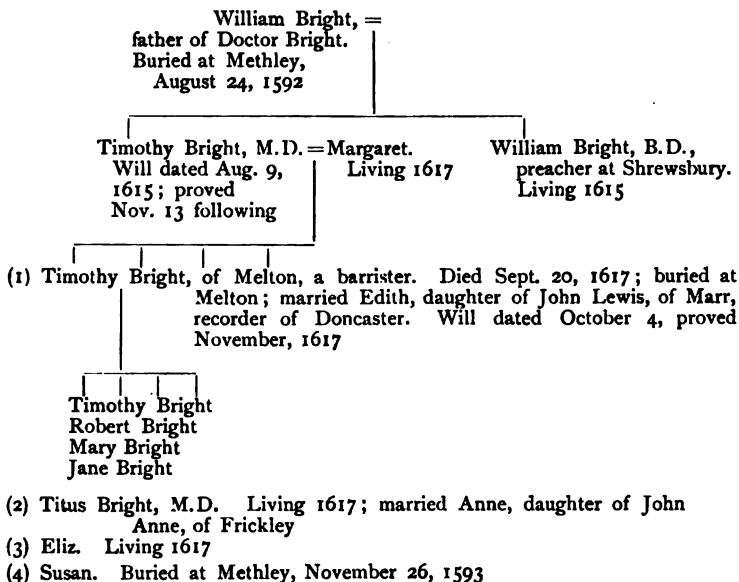 William Bright, =
father of Doctor Bright.
Buried at Methley,
August 24, 1592
Timothy Bright, M.D. = Margaret.
Will dated Aug. 9,
1615; proved
Nov. 13 following
Living 1617
William Bright, B.D.,
preacher at Shrewsbury.
Living 1615
(1) Timothy Bright, of Melton, a barrister. Died Sept. 20, 1617; buried at
Melton; married Edith, daughter of John Lewis, of Marr,
recorder of Doncaster. Will dated October 4, proved
November, 1617
Timothy Bright
Robert Bright
Mary Bright
Jane Bright
(2) Titus Bright, M.D. Living 1617; married Anne, daughter of John
Anne, of Frickley
(3) Eliz. Living 1617
(4) Susan. Buried at Methley, November 26, 1593